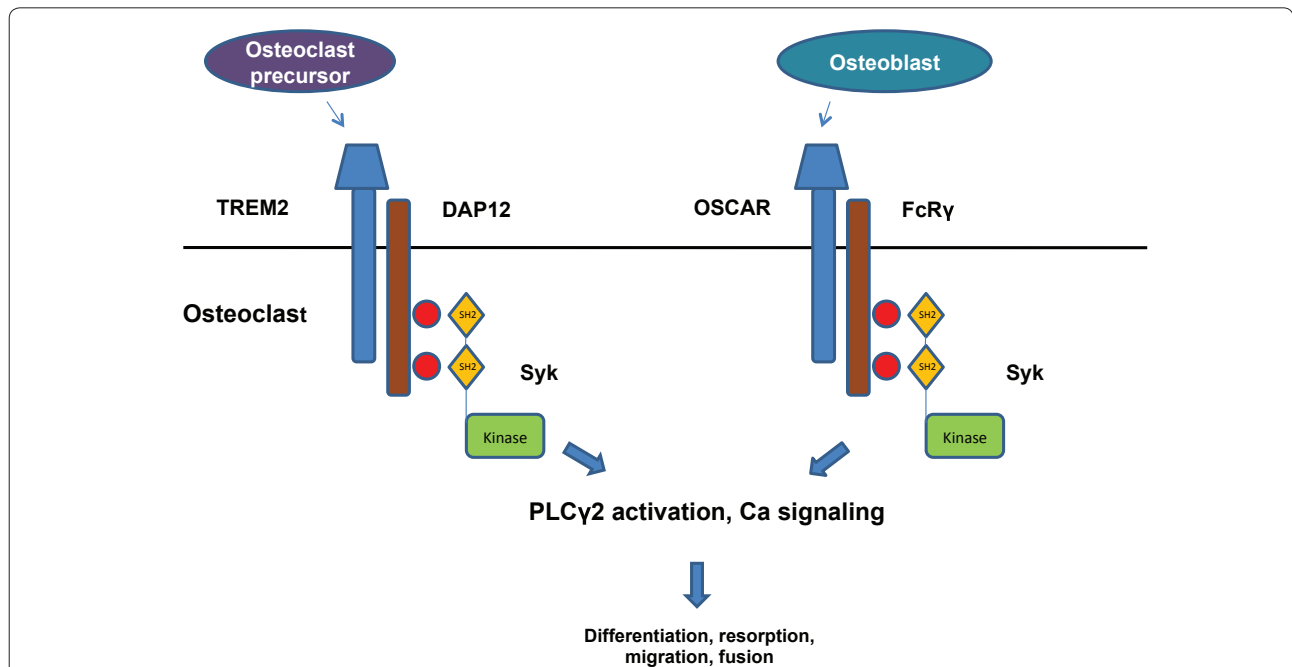 Osteoclast
precursor
Osteoblast
TREM2
DAP12
OSCAR
FcRγ
Osteoclast
SH2
SH2
SH2
SH2
Syk
Syk
Kinase
Kinase
PLCγ2 activation, Ca signaling
Differentiation, resorption,
migration, fusion